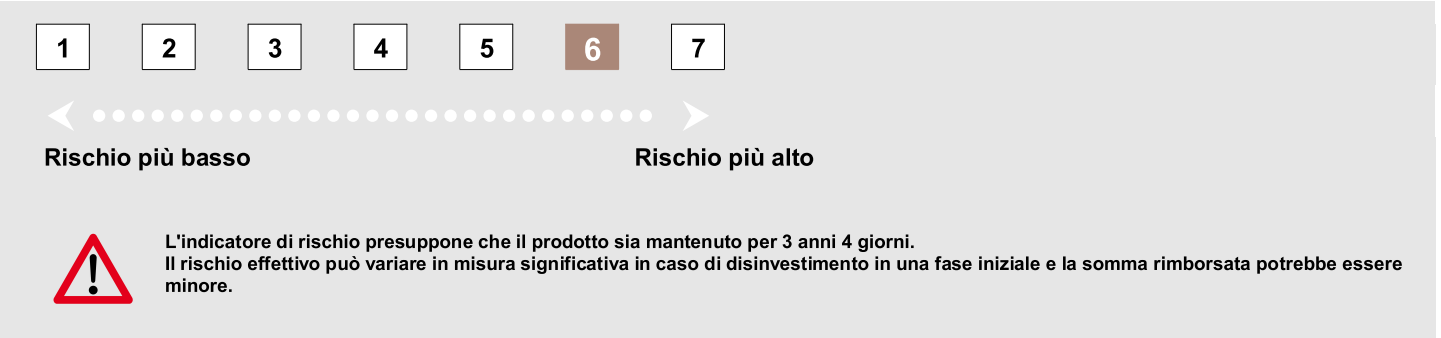 1 2 3 4 5 6 7
Rischio più basso Rischio più alto
L'indicatore di rischio presuppone che il prodotto sia mantenuto per 3 anni 4 giorni.
Il rischio effettivo può variare in misura significativa in caso di disinvestimento in una fase iniziale e la somma rimborsata potrebbe essere
minore.